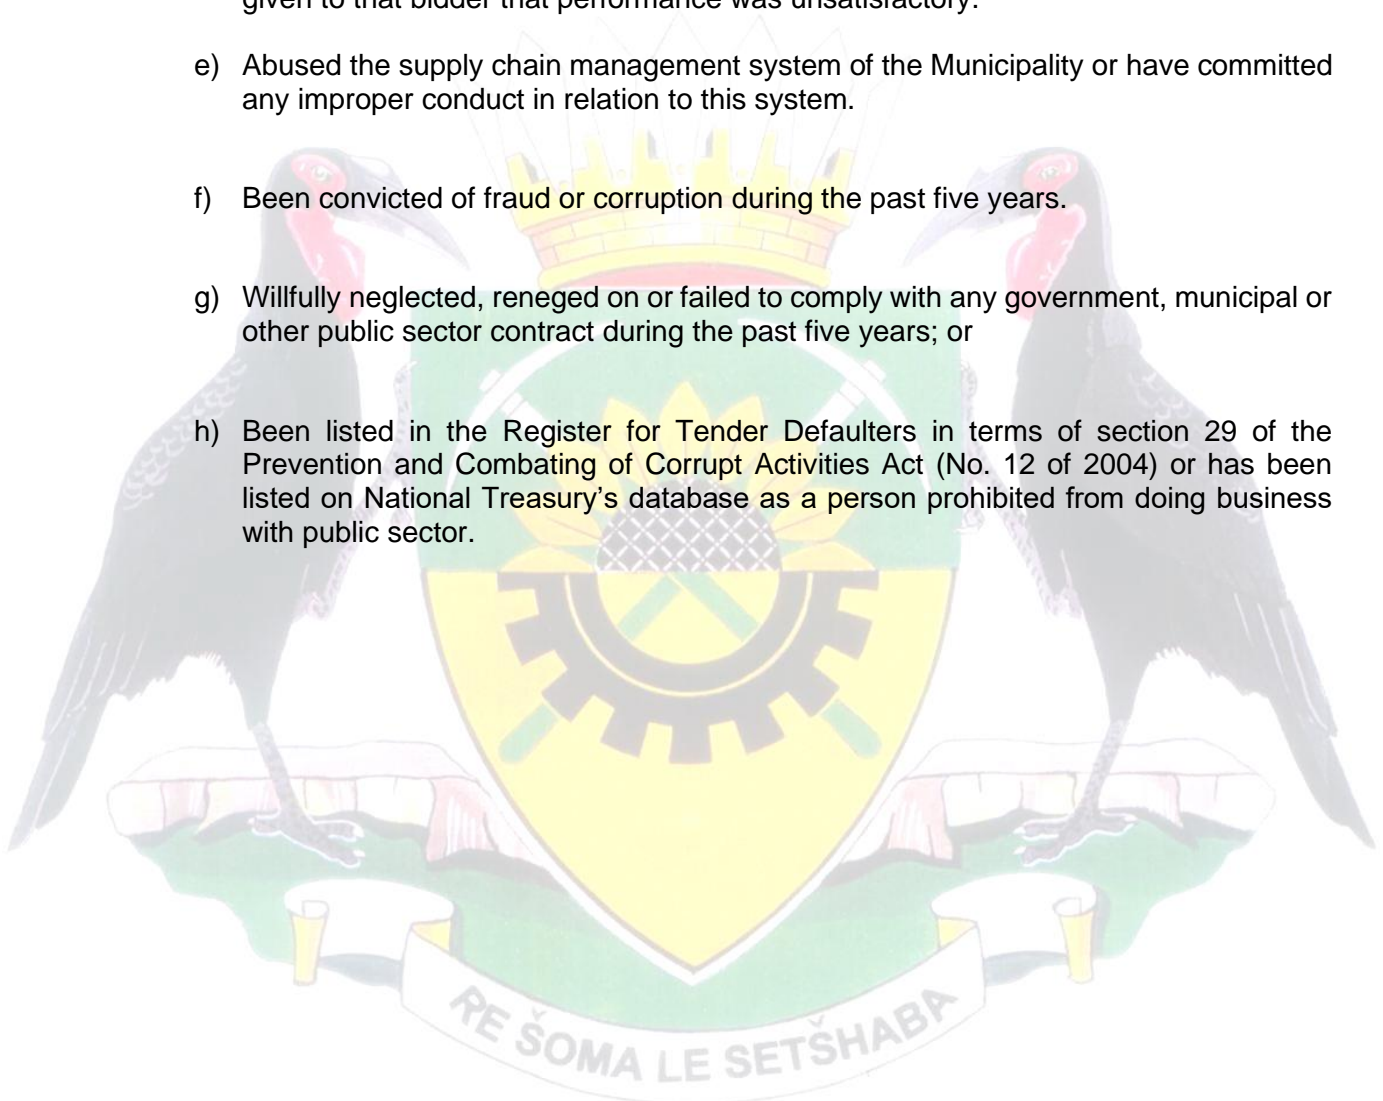 given to that bidder that performance was unsatisfactory.
e) Abused the supply chain management system of the Municipality or have committed
any improper conduct in relation to this system.
f) Been convicted of fraud or corruption during the past five years.
g) Willfully neglected, reneged on or failed to comply with any government, municipal or
other public sector contract during the past five years; or
h) Been listed in the Register for Tender Defaulters in terms of section 29 of the
Prevention and Combating of Corrupt Activities Act (No. 12 of 2004) or has been
listed on National Treasury’s database as a person prohibited from doing business
with public sector.
RE ŠOMA LE SETŠHABA